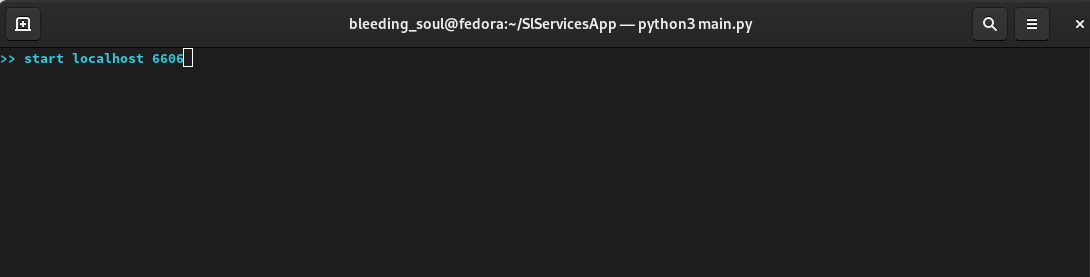 bleeding_soul@fedora:~/SlServicesApp — python3 main.py
>> start localhost 6606